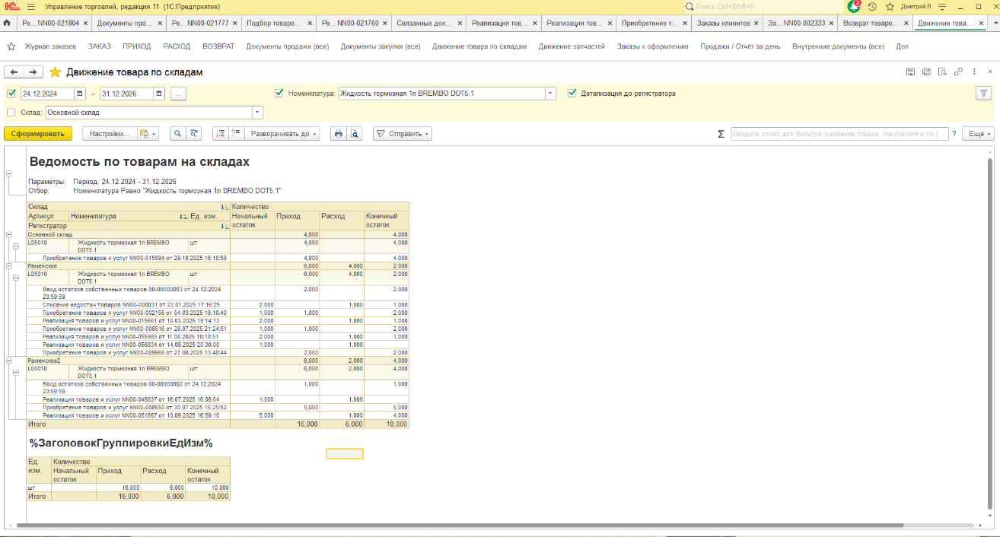 Управление торговлей, редакция 11 (1С:Предприятие)
Поиск Ctrl+Shift+F
2
Дмитрий П
Ре...NN00-021804
Документы про...
Ре...NN00-021777
Подбор товаро...
Ре...NN00-021760
Связанные док...
Реализация тов...
Реализация тов...
Приобретение т...
Заказы клиентов
За...NN00-002333
Возврат товаро...
Движение това...
Журнал заказов
ЗАКАЗ
ПРИХОД
РАСХОД
ВОЗВРАТ
Документы продажи (все)
Документы закупки (все)
Движение товара по складам
Движение запчастей
Заказы к оформлению
Продажи / Отчёт за день
Внутренние документы (все)
Доп
Движение товара по складам
24.12.2024 – 31.12.2026 ...
Номенклатура: Жидкость тормозная 1л BREMBO DOT5.1
Детализация до регистратора
Склад: Основной склад
Сформировать
Настройки...
Разворачивать до
Отправить
Σ
Введите слово для фильтра (название товара, покупателя и пр.)
?
Еще
Ведомость по товарам на складах
Параметры: Период: 24.12.2024 - 31.12.2026
Отбор: Номенклатура Равно "Жидкость тормозная 1л BREMBO DOT5.1"
Склад Количество
Артикул Номенклатура Ед. изм. Начальный остаток Приход Расход Конечный остаток
Регистратор
Основной склад 4,000 4,000
L05010 Жидкость тормозная 1л BREMBO DOT5.1 шт 4,000 4,000
Приобретение товаров и услуг NN00-015094 от 29.10.2025 16:10:58 4,000 4,000
Раменское 6,000 4,000 2,000
L05010 Жидкость тормозная 1л BREMBO DOT5.1 шт 6,000 4,000 2,000
Ввод остатков собственных товаров 00-00000003 от 24.12.2024 23:59:59 2,000 2,000
Списание недостач товаров NN00-000031 от 23.01.2025 17:16:25 2,000 1,000 1,000
Приобретение товаров и услуг NN00-002156 от 04.03.2025 19:10:40 1,000 1,000 2,000
Реализация товаров и услуг NN00-015661 от 10.03.2025 19:14:13 2,000 1,000 1,000
Приобретение товаров и услуг NN00-008516 от 28.07.2025 21:24:51 1,000 1,000 2,000
Реализация товаров и услуг NN00-055985 от 11.08.2025 10:18:51 2,000 1,000 1,000
Реализация товаров и услуг NN00-056834 от 14.08.2025 20:30:00 1,000 1,000
Приобретение товаров и услуг NN00-009988 от 27.08.2025 13:48:44 2,000 2,000
Раменское2 6,000 2,000 4,000
L05010 Жидкость тормозная 1л BREMBO DOT5.1 шт 6,000 2,000 4,000
Ввод остатков собственных товаров 00-00000002 от 24.12.2024 23:59:59 1,000 1,000
Реализация товаров и услуг NN00-048837 от 16.07.2025 16:08:04 1,000 1,000
Приобретение товаров и услуг NN00-008650 от 30.07.2025 16:25:52 5,000 5,000
Реализация товаров и услуг NN00-051667 от 10.09.2025 16:59:10 5,000 1,000 4,000
Итого 16,000 6,000 10,000
%ЗаголовокГруппировкиЕдИзм%
Ед. изм. Количество
Начальный остаток Приход Расход Конечный остаток
шт 16,000 6,000 10,000
Итого 16,000 6,000 10,000